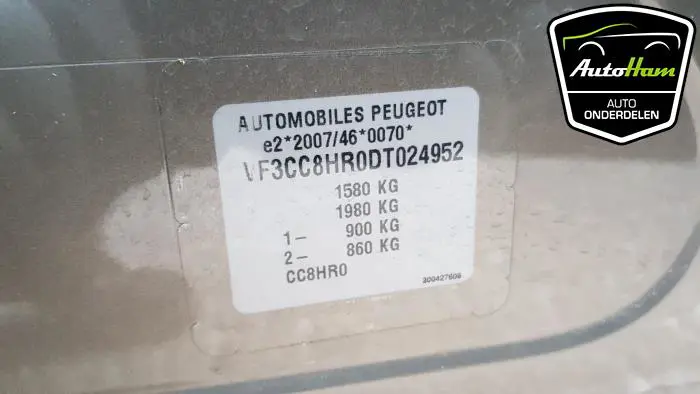 AUTOMOBILES PEUGEOT
e2*2007/46*0070*
VF3CC8HR0DT024952
1580 KG
1980 KG
1– 900 KG
2– 860 KG
CC8HR0
200427606
AutoHam
AUTO
ONDERDELEN